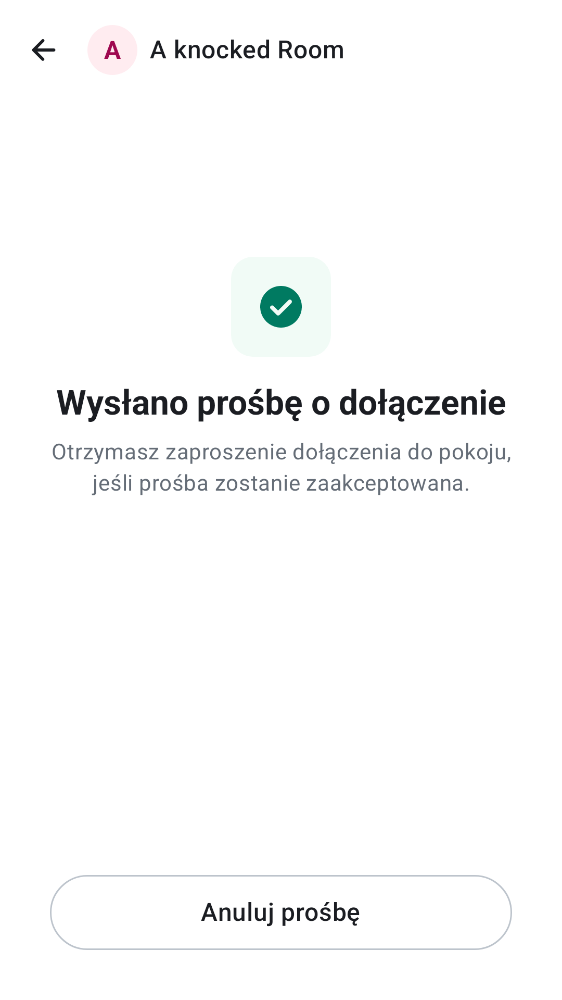 A
A knocked Room
Wysłano prośbę o dołączenie
Otrzymasz zaproszenie dołączenia do pokoju,
jeśli prośba zostanie zaakceptowana.
Anuluj prośbę